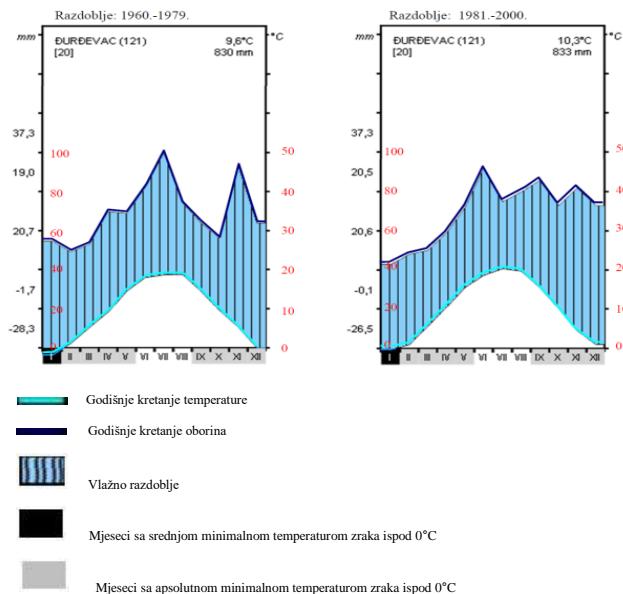 Razdoblje: 1960.-1979.
mm
°C
ĐURĐEVAC (121)
9,6°C
[20]
830 mm
37,3
19,0
20,7
-1,7
-28,3
100
80
60
40
20
0
50
40
30
20
10
0
I II III IV V VI VII VIII IX X XI XII
Razdoblje: 1981.-2000.
mm
°C
ĐURĐEVAC (121)
10,3°C
[20]
833 mm
37,3
20,5
20,6
-0,1
-26,5
100
80
60
40
20
0
50
40
30
20
10
0
I II III IV V VI VII VIII IX X XI XII
Godišnje kretanje temperature
Godišnje kretanje oborina
Vlažno razdoblje
Mjeseci sa srednjom minimalnom temperaturom zraka ispod 0°C
Mjeseci sa apsolutnom minimalnom temperaturom zraka ispod 0°C